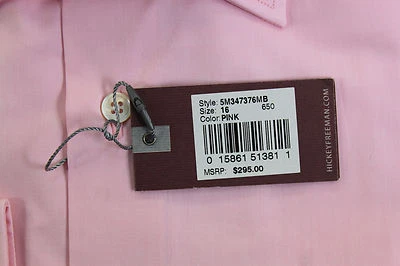 Style: 5M347376MB
Size: 16 650
Color: PINK
0 15861 51381 1
MSRP: $295.00
HICKEYFREEMAN.COM